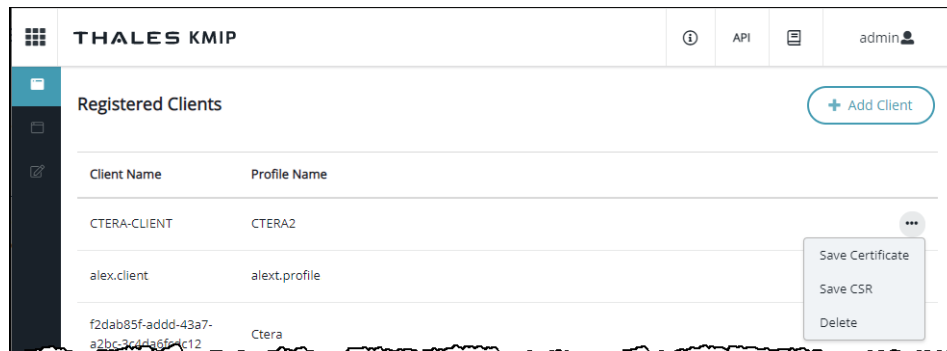 THALES KMIP
API
admin
Registered Clients
+ Add Client
Client Name Profile Name
CTERA-CLIENT CTERA2
Save Certificate
alex.client alext.profile
Save CSR
f2dab85f-addd-43a7-
Ctera
Delete